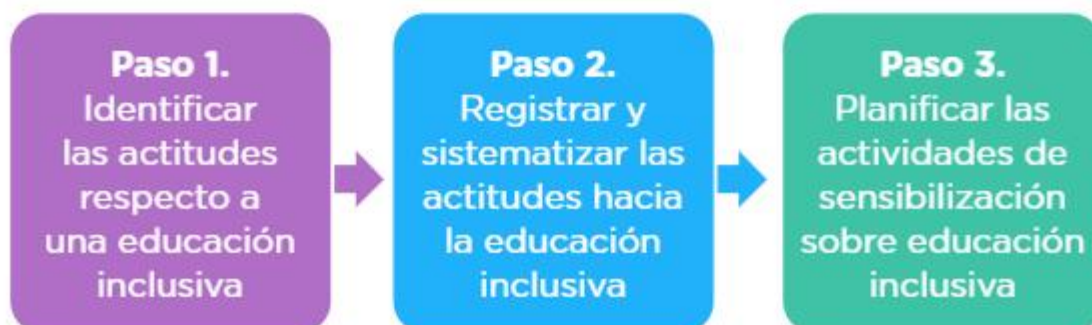 Paso 1.
Identificar
las actitudes
respecto a
una educación
inclusiva
Paso 2.
Registrar y
sistematizar las
actitudes hacia
la educación
inclusiva
Paso 3.
Planificar las
actividades de
sensibilización
sobre educación
inclusiva